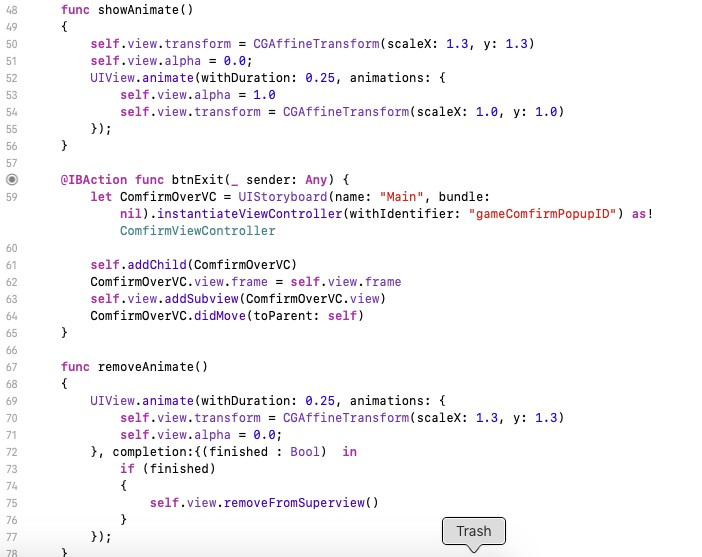 48 func showAnimate()
49 {
50 self.view.transform = CGAffineTransform(scaleX: 1.3, y: 1.3)
51 self.view.alpha = 0.0;
52 UIView.animate(withDuration: 0.25, animations: {
53 self.view.alpha = 1.0
54 self.view.transform = CGAffineTransform(scaleX: 1.0, y: 1.0)
55 });
56 }
57
@IBAction func btnExit(_ sender: Any) {
59 let ComfirmOverVC = UIStoryboard(name: "Main", bundle:
nil).instantiateViewController(withIdentifier: "gameComfirmPopupID") as!
ComfirmViewController
60
61 self.addChild(ComfirmOverVC)
62 ComfirmOverVC.view.frame = self.view.frame
63 self.view.addSubview(ComfirmOverVC.view)
64 ComfirmOverVC.didMove(toParent: self)
65 }
66
67 func removeAnimate()
68 {
69 UIView.animate(withDuration: 0.25, animations: {
70 self.view.transform = CGAffineTransform(scaleX: 1.3, y: 1.3)
71 self.view.alpha = 0.0;
72 }, completion:{(finished : Bool)  in
73 if (finished)
74 {
75 self.view.removeFromSuperview()
76 }
77 });
78 }
Trash